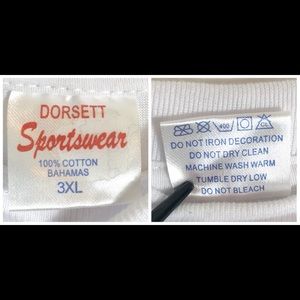 DORSETT
Sportswear
100% COTTON
BAHAMAS
3XL
DO NOT IRON DECORATION
DO NOT DRY CLEAN
MACHINE WASH WARM
TUMBLE DRY LOW
DO NOT BLEACH